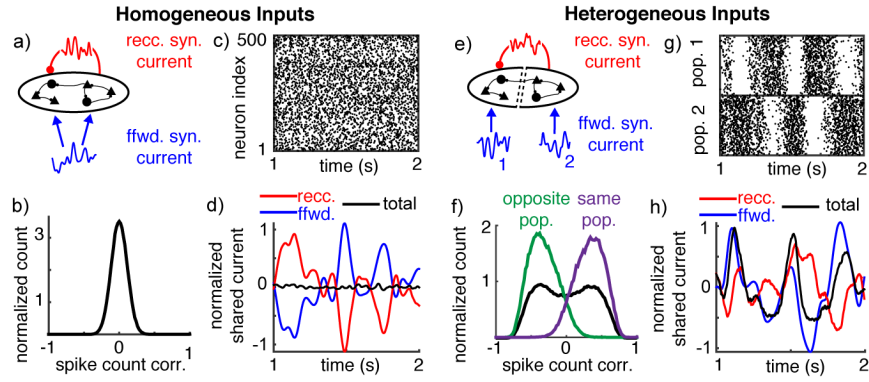 Homogeneous Inputs
a)
recc. syn.
current
ffwd. syn.
current
c)
500
neuron index
1
1
time (s)
2
b)
normalized count
3
1
-1
0
1
spike count corr.
d)
recc.
ffwd.
total
normalized
shared current
1
0
-1
1
time (s)
2
Heterogeneous Inputs
e)
recc. syn.
current
ffwd. syn.
current
1
2
g)
pop. 1
pop. 2
1
time (s)
2
f)
opposite
pop.
same
pop.
normalized count
2
1
-1
0
1
spike count corr.
h)
recc.
ffwd.
total
normalized
shared current
1
0
-1
1
time (s)
2